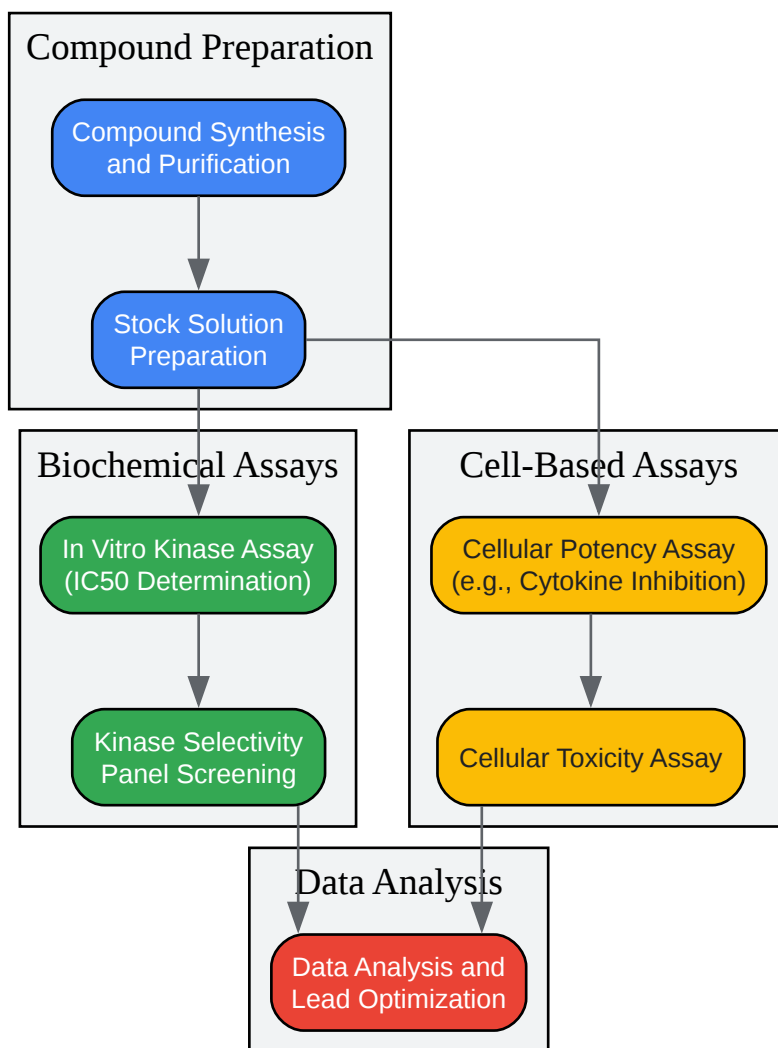 Compound Preparation
Compound Synthesis
and Purification
Stock Solution
Preparation
Biochemical Assays
In Vitro Kinase Assay
(IC50 Determination)
Kinase Selectivity
Panel Screening
Cell-Based Assays
Cellular Potency Assay
(e.g., Cytokine Inhibition)
Cellular Toxicity Assay
Data Analysis
Data Analysis and
Lead Optimization